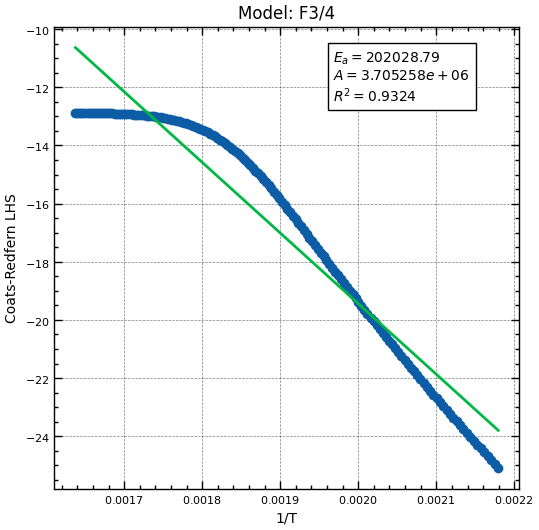 Model: F3/4
E_a = 202028.79
A = 3.705258e + 06
R² = 0.9324
Coats-Redfern LHS
−10
−12
−14
−16
−18
−20
−22
−24
0.0017 0.0018 0.0019 0.0020 0.0021 0.0022
1/T